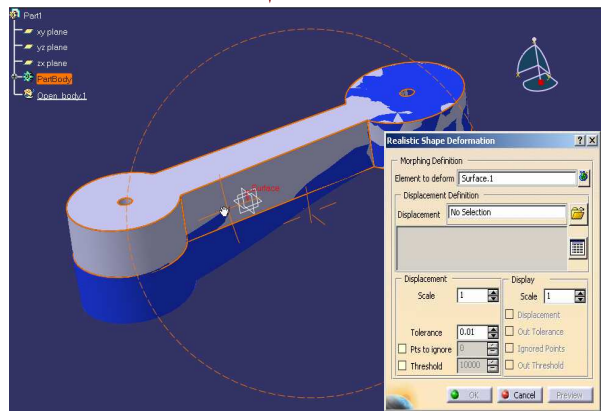 Part1
xy plane
yz plane
zx plane
PartBody
Open_body.1
Surface
Realistic Shape Deformation
Morphing Definition
Element to deform Surface.1
Displacement Definition
Displacement No Selection
Displacement
Display
Scale 1
Scale 1
Displacement
Tolerance 0.01
Out Tolerance
Pts to ignore 0
Ignored Points
Threshold 10000
Out Threshold
OK Cancel Preview